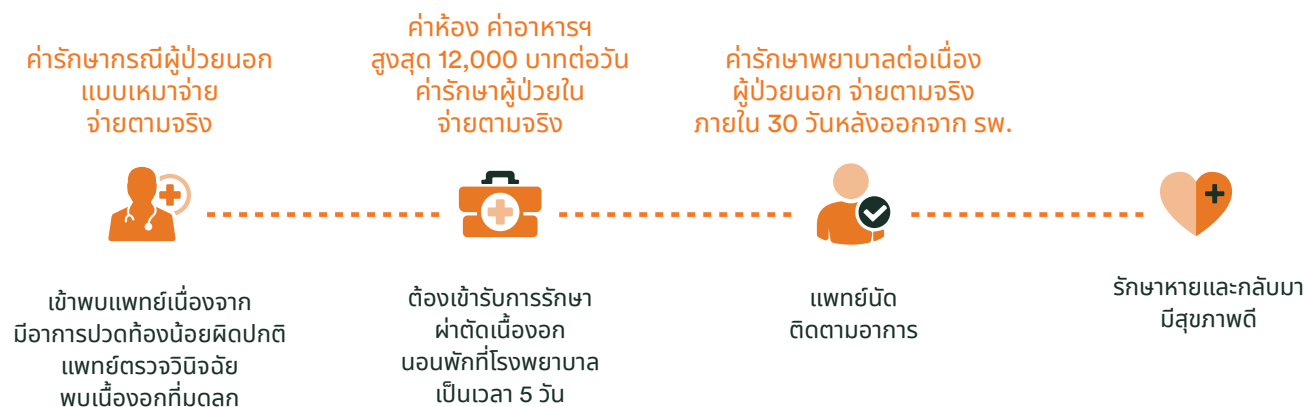 ค่ารักษากรณีผู้ป่วยนอก
แบบเหมาจ่าย
จ่ายตามจริง
ค่าห้อง ค่าอาหารฯ
สูงสุด 12,000 บาทต่อวัน
ค่ารักษาผู้ป่วยใน
จ่ายตามจริง
ค่ารักษาพยาบาลต่อเนื่อง
ผู้ป่วยนอก จ่ายตามจริง
ภายใน 30 วันหลังออกจาก รพ.
เข้าพบแพทย์เนื่องจาก
มีอาการปวดท้องน้อยผิดปกติ
แพทย์ตรวจวินิจฉัย
พบเนื้องอกที่มดลูก
ต้องเข้ารับการรักษา
ผ่าตัดเนื้องอก
นอนพักที่โรงพยาบาล
เป็นเวลา 5 วัน
แพทย์นัด
ติดตามอาการ
รักษาหายและกลับมา
มีสุขภาพดี